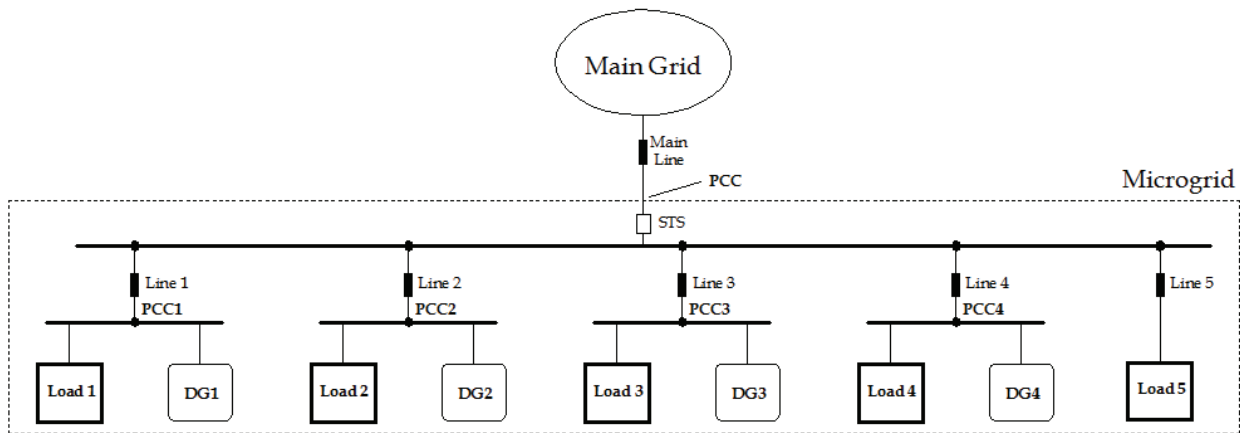 Main Grid
Main
Line
PCC
Microgrid
STS
Line 1
Line 2
Line 3
Line 4
Line 5
PCC1
PCC2
PCC3
PCC4
Load 1
DG1
Load 2
DG2
Load 3
DG3
Load 4
DG4
Load 5